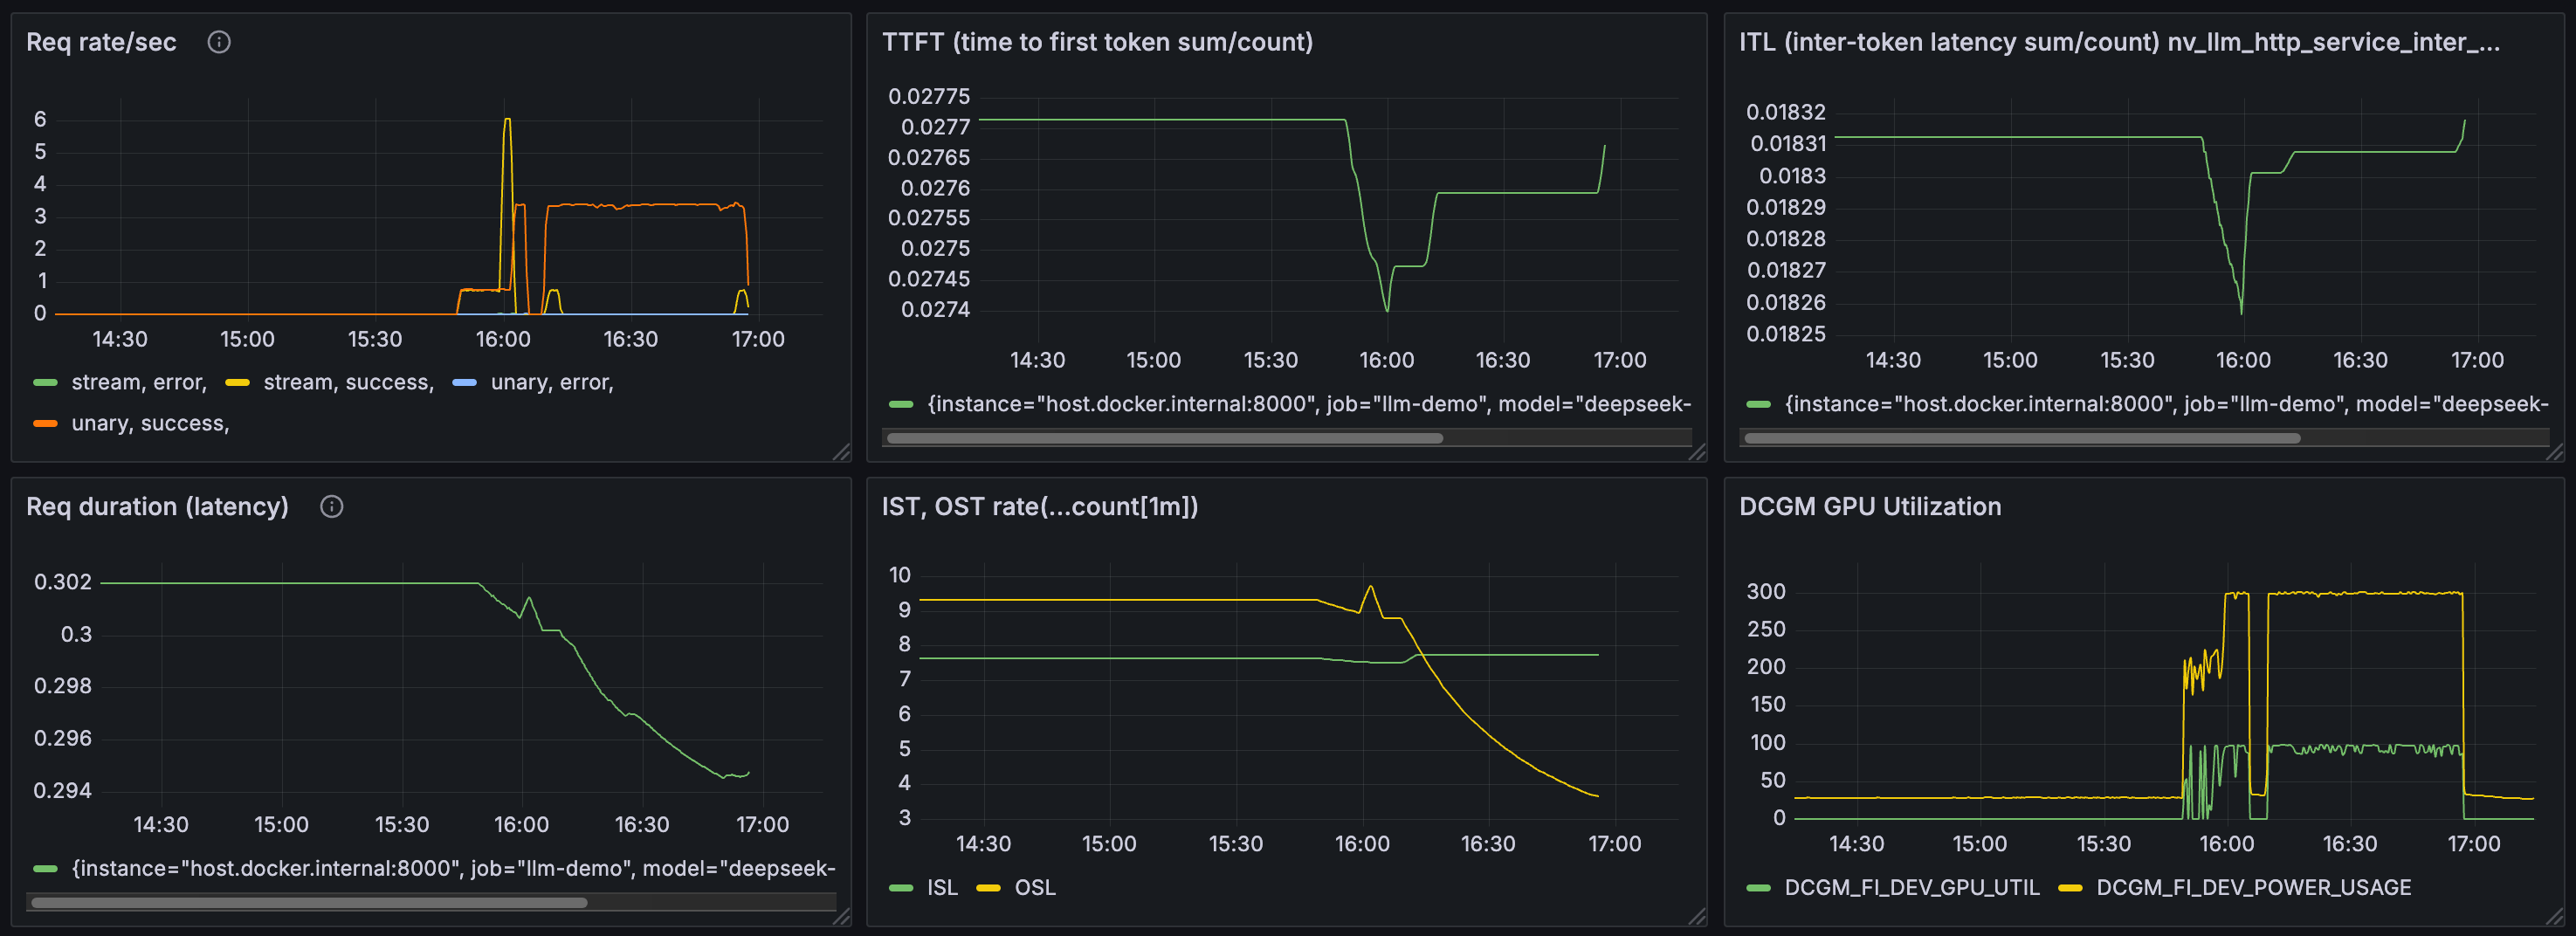 Req rate/sec
6
5
4
3
2
1
0
14:30 15:00 15:30 16:00 16:30 17:00
stream, error, stream, success, unary, error,
unary, success,
TTFT (time to first token sum/count)
0.02775
0.0277
0.02765
0.0276
0.02755
0.0275
0.02745
0.0274
14:30 15:00 15:30 16:00 16:30 17:00
{instance="host.docker.internal:8000", job="llm-demo", model="deepseek-
ITL (inter-token latency sum/count) nv_llm_http_service_inter_...
0.01832
0.01831
0.0183
0.01829
0.01828
0.01827
0.01826
0.01825
14:30 15:00 15:30 16:00 16:30 17:00
{instance="host.docker.internal:8000", job="llm-demo", model="deepseek-
Req duration (latency)
0.302
0.3
0.298
0.296
0.294
14:30 15:00 15:30 16:00 16:30 17:00
{instance="host.docker.internal:8000", job="llm-demo", model="deepseek-
IST, OST rate(...count[1m])
10
9
8
7
6
5
4
3
14:30 15:00 15:30 16:00 16:30 17:00
ISL OSL
DCGM GPU Utilization
300
250
200
150
100
50
0
14:30 15:00 15:30 16:00 16:30 17:00
DCGM_FI_DEV_GPU_UTIL DCGM_FI_DEV_POWER_USAGE